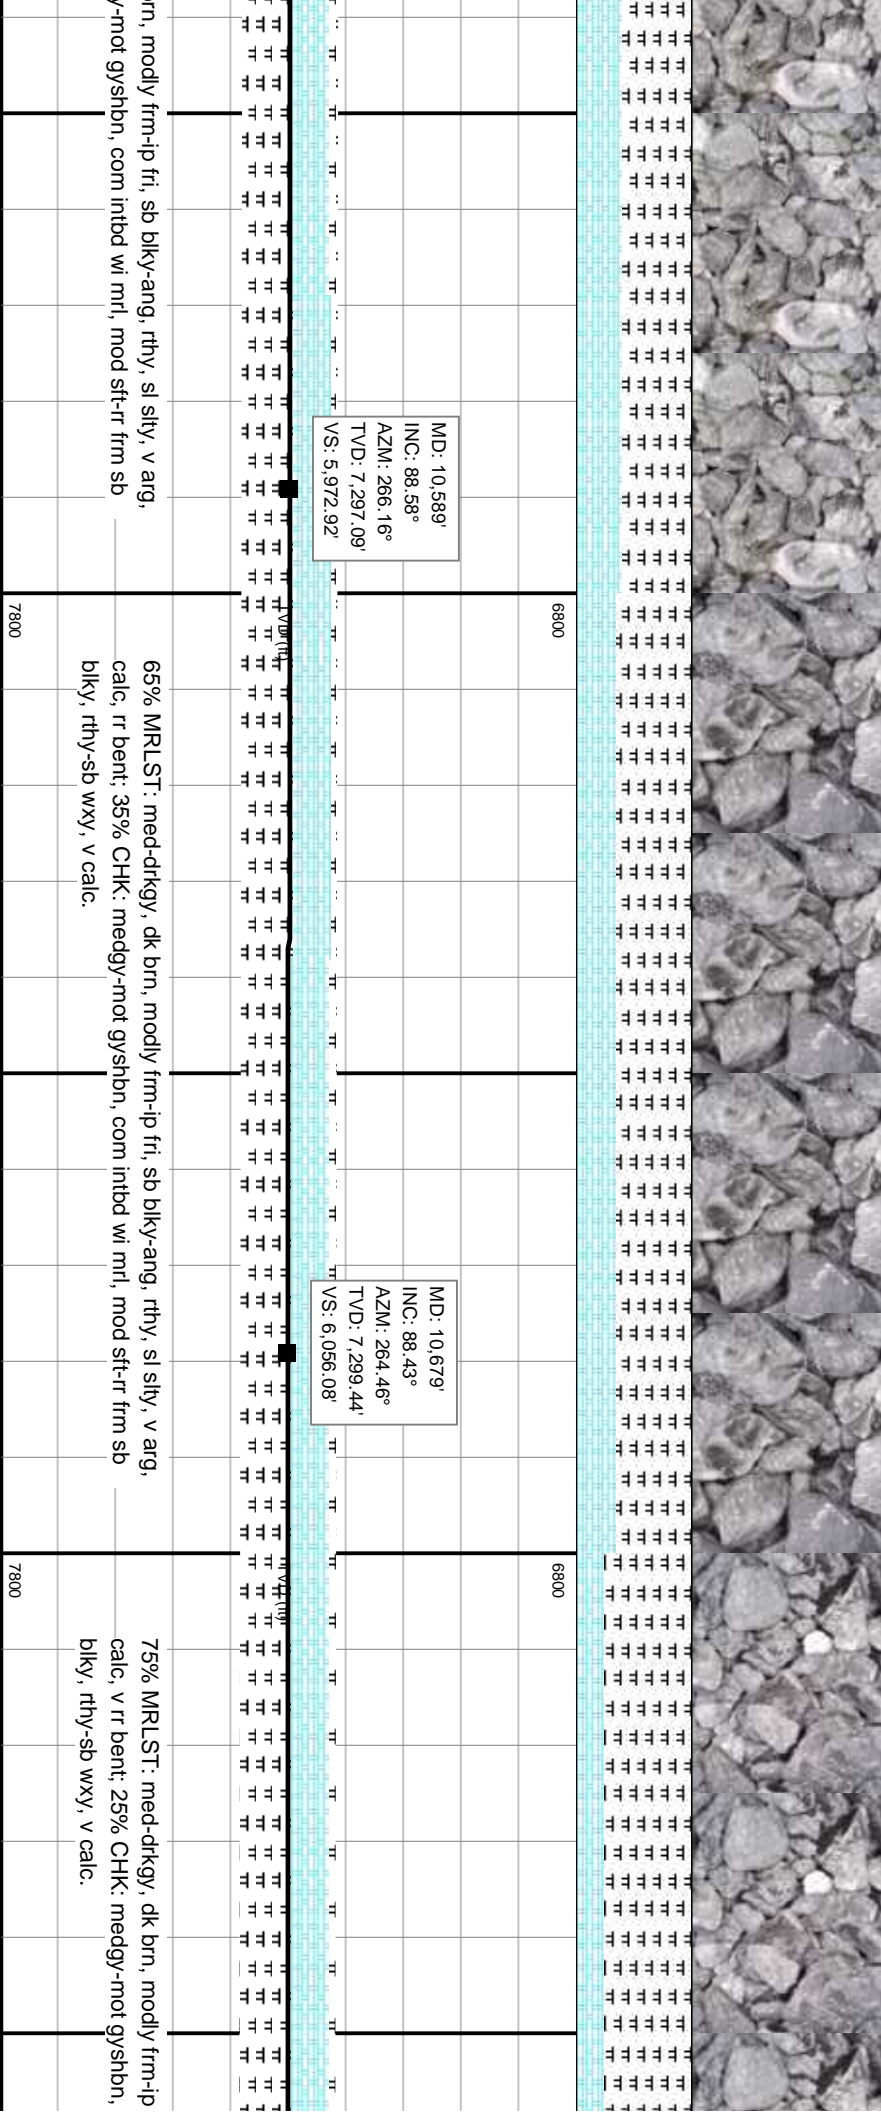 rn, modly frm-ip fri, sb blky-ang, rthy, sl slty, v arg,
y-mot gyshbn, com intbd wi mrl, mod sft-rr frm sb
MD: 10,589'
INC: 88.58°
AZM: 266.16°
TVD: 7,297.09'
VS: 5,972.92'
6800
TVD (ft)
7800
65% MRLST: med-drkgy, dk brn, modly frm-ip fri, sb blky-ang, rthy, sl slty, v arg,
calc, rr bent; 35% CHK: medgy-mot gyshbn, com intbd wi mrl, mod sft-rr frm sb
blky, rthy-sb wxy, v calc.
MD: 10,679'
INC: 88.43°
AZM: 264.46°
TVD: 7,299.44'
VS: 6,056.08'
6800
TVD (ft)
7800
75% MRLST: med-drkgy, dk brn, modly frm-ip
calc, v rr bent; 25% CHK: medgy-mot gyshbn,
blky, rthy-sb wxy, v calc.